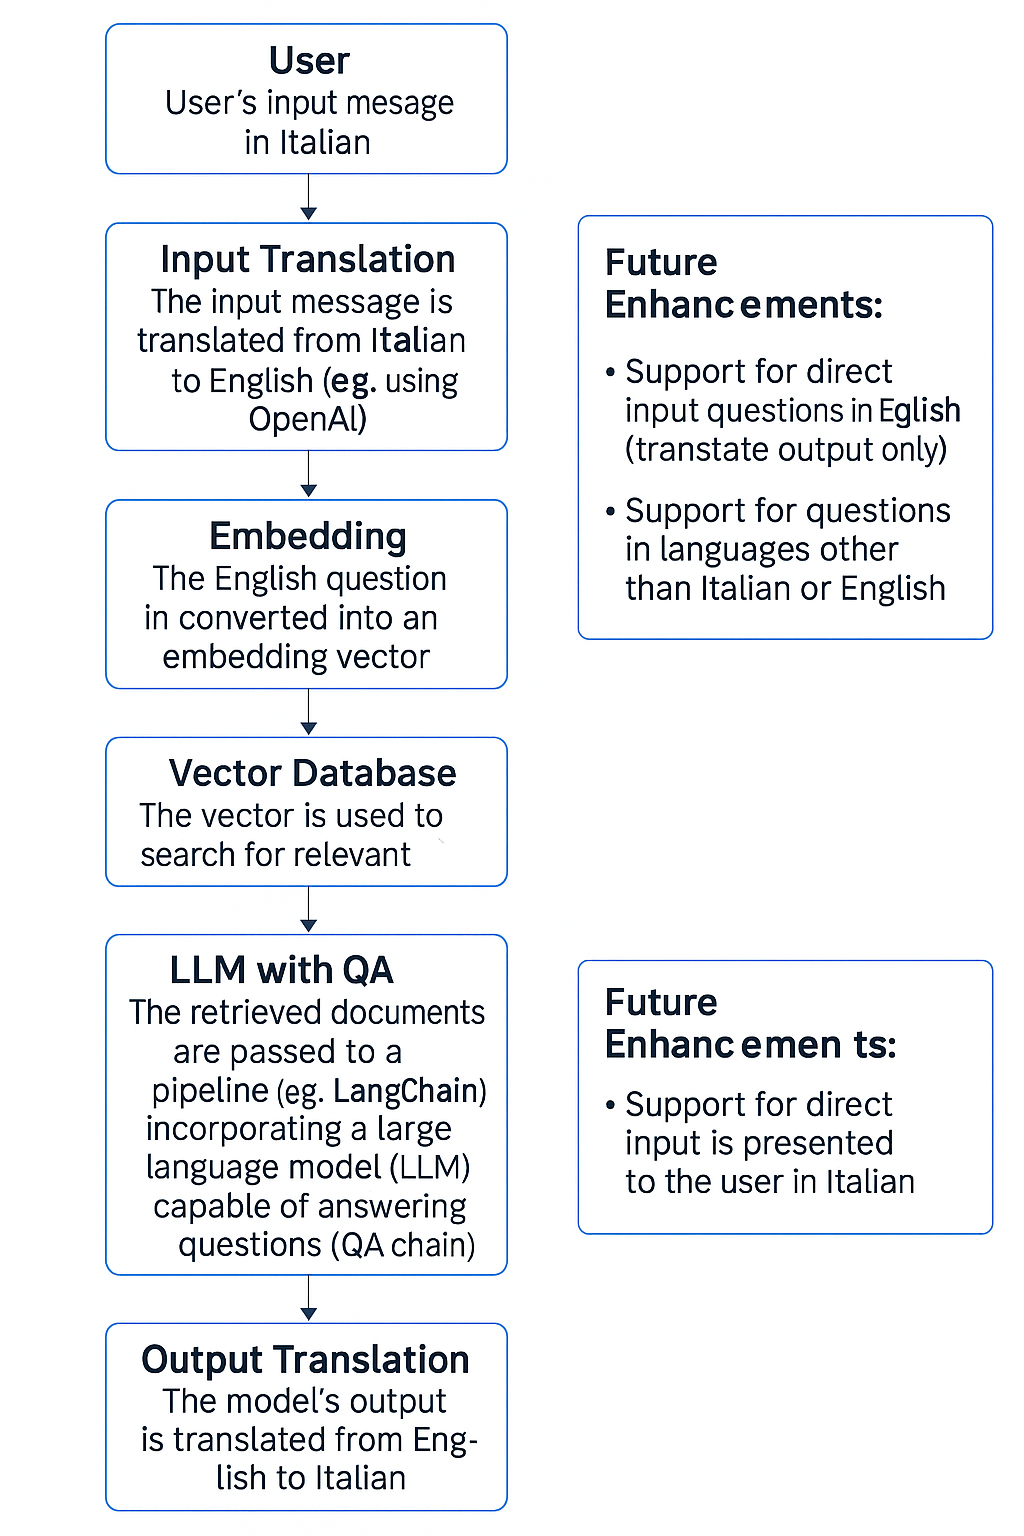 User
User's input mesage
in Italian
Input Translation
The input message is
translated from Italian
to English (eg. using
OpenAI)
Embedding
The English question
in converted into an
embedding vector
Vector Database
The vector is used to
search for relevant
LLM with QA
The retrieved documents
are passed to a
pipeline (eg. LangChain)
incorporating a large
language model (LLM)
capable of answering
questions (QA chain)
Output Translation
The model's output
is translated from Eng-
lish to Italian
Future
Enhancements:
• Support for direct
input questions in Eglish
(transtate output only)
• Support for questions
in languages other
than Italian or English
Future
Enhancemen ts:
• Support for direct
input is presented
to the user in Italian